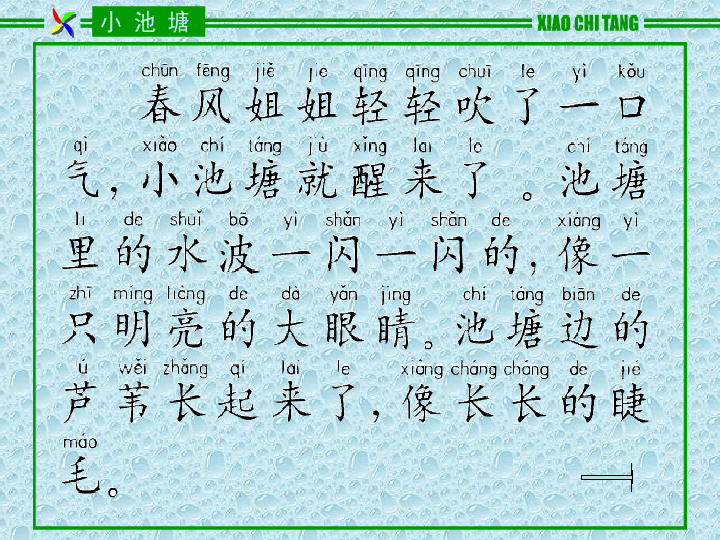 小 池 塘
XIAO CHI TANG
chūn fēng jiě jie qīng qīng chuī le yì kǒu
春风姐姐轻轻吹了一口
qì xiǎo chí táng jiù xǐng lai le chí táng
气，小池塘就醒来了。池塘
li de shuǐ bō yì shǎn yì shǎn de xiàng yì
里的水波一闪一闪的，像一
zhī míng liàng de dà yǎn jing chí táng biān de
只明亮的大眼睛。池塘边的
ú wěi zhǎng qi lai le xiàng cháng cháng de jié
芦苇长起来了，像长长的睫
máo
毛。